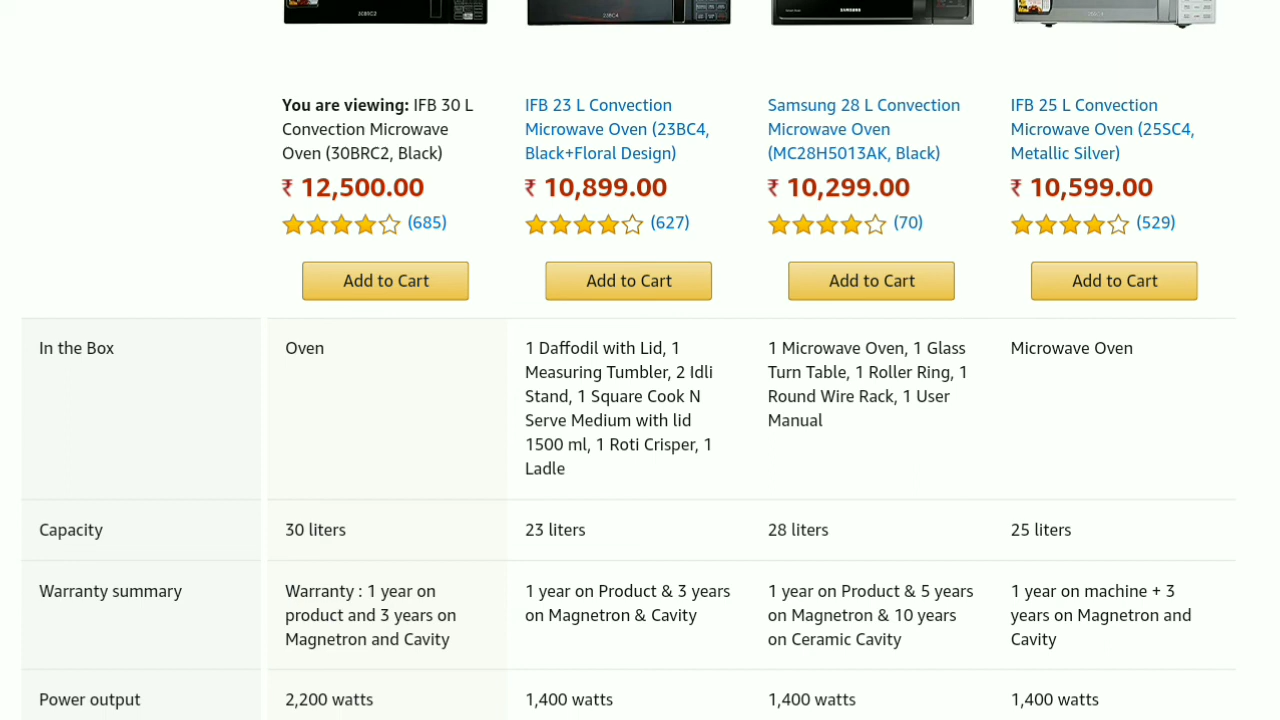 30BRC2
23BC4
SAMSUNG
You are viewing: IFB 30 L
Convection Microwave
Oven (30BRC2, Black)
₹ 12,500.00
(685)
Add to Cart
IFB 23 L Convection
Microwave Oven (23BC4,
Black+Floral Design)
₹ 10,899.00
(627)
Add to Cart
Samsung 28 L Convection
Microwave Oven
(MC28H5013AK, Black)
₹ 10,299.00
(70)
Add to Cart
IFB 25 L Convection
Microwave Oven (25SC4,
Metallic Silver)
₹ 10,599.00
(529)
Add to Cart
In the Box
Oven
1 Daffodil with Lid, 1
Measuring Tumbler, 2 Idli
Stand, 1 Square Cook N
Serve Medium with lid
1500 ml, 1 Roti Crisper, 1
Ladle
1 Microwave Oven, 1 Glass
Turn Table, 1 Roller Ring, 1
Round Wire Rack, 1 User
Manual
Microwave Oven
Capacity
30 liters
23 liters
28 liters
25 liters
Warranty summary
Warranty : 1 year on
product and 3 years on
Magnetron and Cavity
1 year on Product & 3 years
on Magnetron & Cavity
1 year on Product & 5 years
on Magnetron & 10 years
on Ceramic Cavity
1 year on machine + 3
years on Magnetron and
Cavity
Power output
2,200 watts
1,400 watts
1,400 watts
1,400 watts